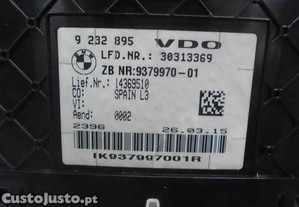 9 232 895 VDO
LFD.NR.: 30313369
ZB NR:9379970-01
Lief.Nr.: 14369510
CO: SPAIN L3
VI:
Aend: 0002
2396 26.03.15
IK937997001R
CustoJusto.pt